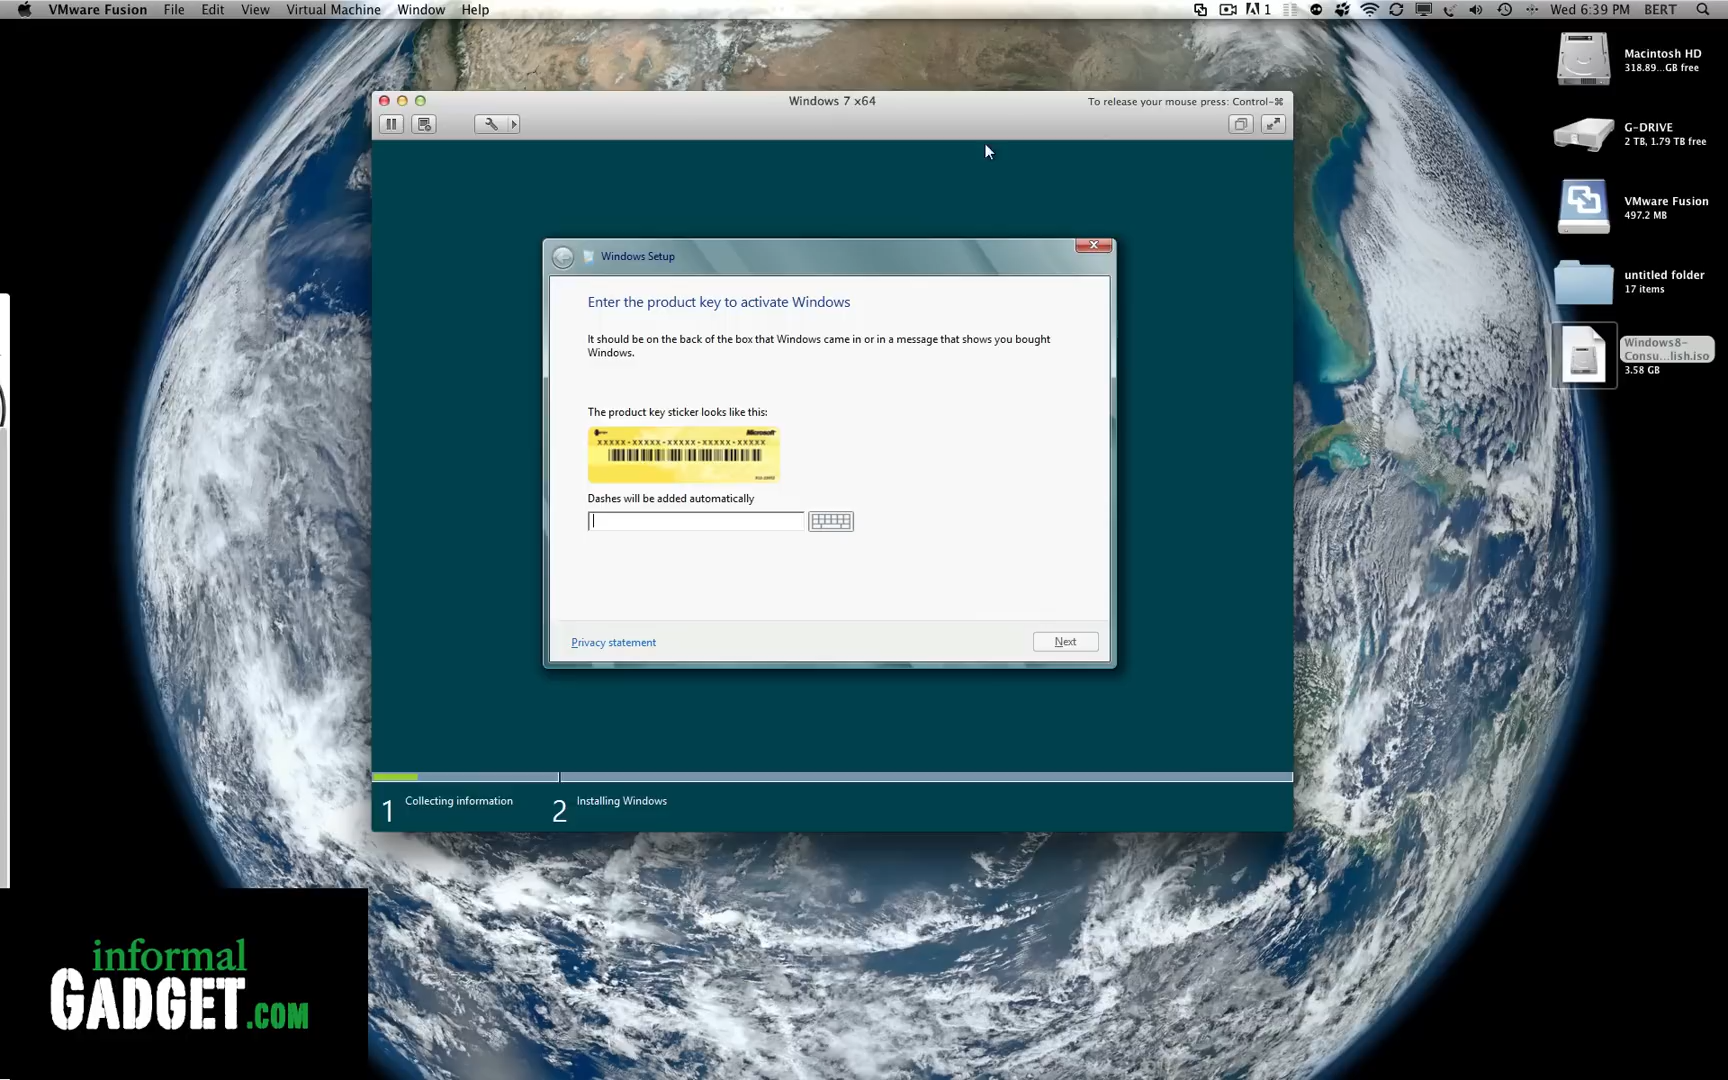 VMware Fusion File Edit View Virtual Machine Window Help
1 Wed 6:39 PM BERT
Macintosh HD
318.89...GB free
G-DRIVE
2 TB, 1.79 TB free
VMware Fusion
497.2 MB
untitled folder
17 items
Windows8-
Consu...lish.iso
3.58 GB
Windows 7 x64
To release your mouse press: Control-⌘
Windows Setup
Enter the product key to activate Windows
It should be on the back of the box that Windows came in or in a message that shows you bought
Windows.
The product key sticker looks like this:
Microsoft
XXXXX-XXXXX-XXXXX-XXXXX-XXXXX
Dashes will be added automatically
Privacy statement
Next
1 Collecting information
2 Installing Windows
informal
GADGET.COM